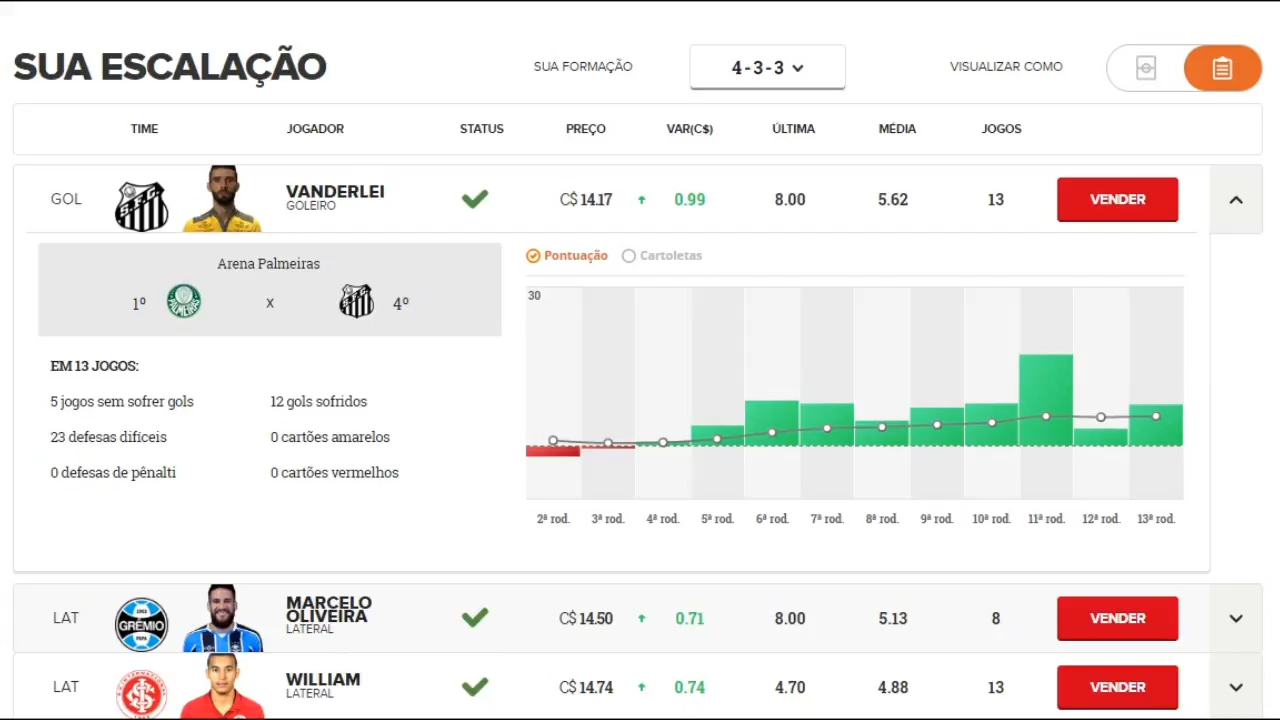 SUA ESCALAÇÃO
SUA FORMAÇÃO
4-3-3
VISUALIZAR COMO
TIME JOGADOR STATUS PREÇO VAR(C$) ÚLTIMA MÉDIA JOGOS
GOL VANDERLEI C$ 14.17 0.99 8.00 5.62 13 VENDER
GOLEIRO
Arena Palmeiras
1º PALMEIRAS x 4º
EM 13 JOGOS:
5 jogos sem sofrer gols 12 gols sofridos
23 defesas difíceis 0 cartões amarelos
0 defesas de pênalti 0 cartões vermelhos
Pontuação Cartoletas
30
2ª rod. 3ª rod. 4ª rod. 5ª rod. 6ª rod. 7ª rod. 8ª rod. 9ª rod. 10ª rod. 11ª rod. 12ª rod. 13ª rod.
MARCELO
LAT GRÊMIO OLIVEIRA C$ 14.50 0.71 8.00 5.13 8 VENDER
LATERAL
LAT WILLIAM C$ 14.74 0.74 4.70 4.88 13 VENDER
LATERAL